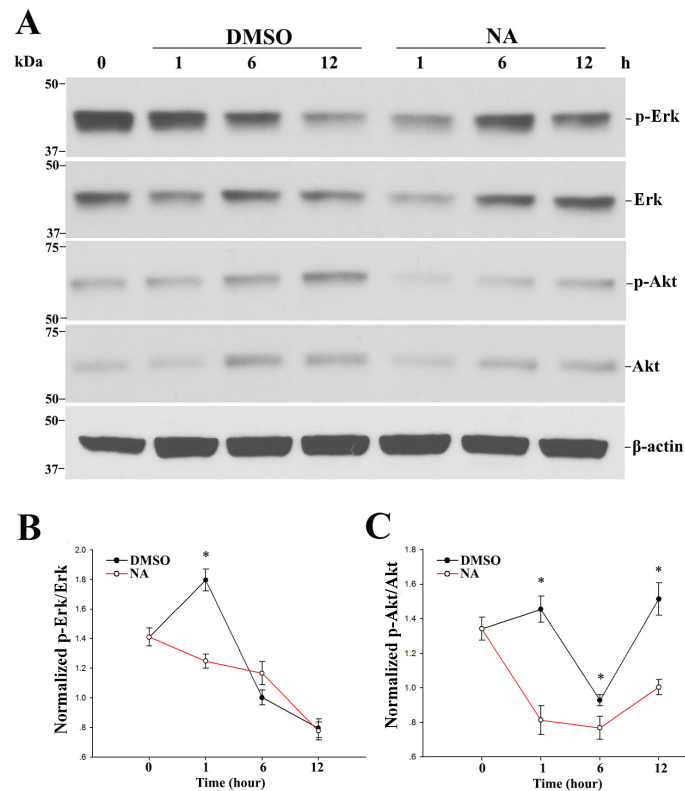 A
DMSO NA
kDa 0 1 6 12 1 6 12 h
50
p-Erk
37
50
Erk
37
75
p-Akt
50
75
Akt
50
50
β-actin
37
B
Normalized p-Erk/Erk
2.0
1.8
1.6
1.4
1.2
1.0
.8
.6
DMSO
NA
*
0 1 6 12
Time (hour)
C
Normalized p-Akt/Akt
1.8
1.6
1.4
1.2
1.0
.8
.6
DMSO
NA
*
*
*
0 1 6 12
Time (hour)